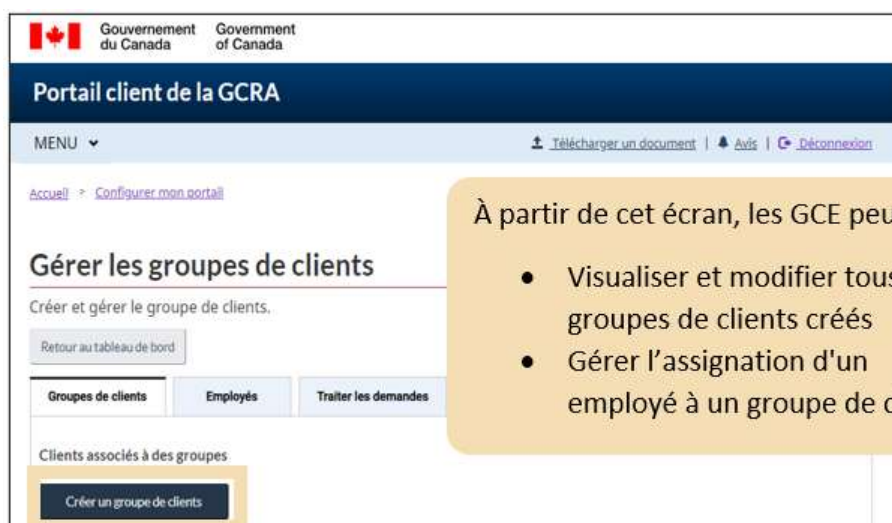 Gouvernement Government
du Canada of Canada
Portail client de la GCRA
MENU
Télécharger un document | Avis | Déconnexion
Accueil > Configurer mon portail
Gérer les groupes de clients
Créer et gérer le groupe de clients.
Retour au tableau de bord
Groupes de clients Employés Traiter les demandes
Clients associés à des groupes
Créer un groupe de clients
À partir de cet écran, les GCE
• Visualiser et modifier tous
groupes de clients créés
• Gérer l’assignation d'un
employé à un groupe de